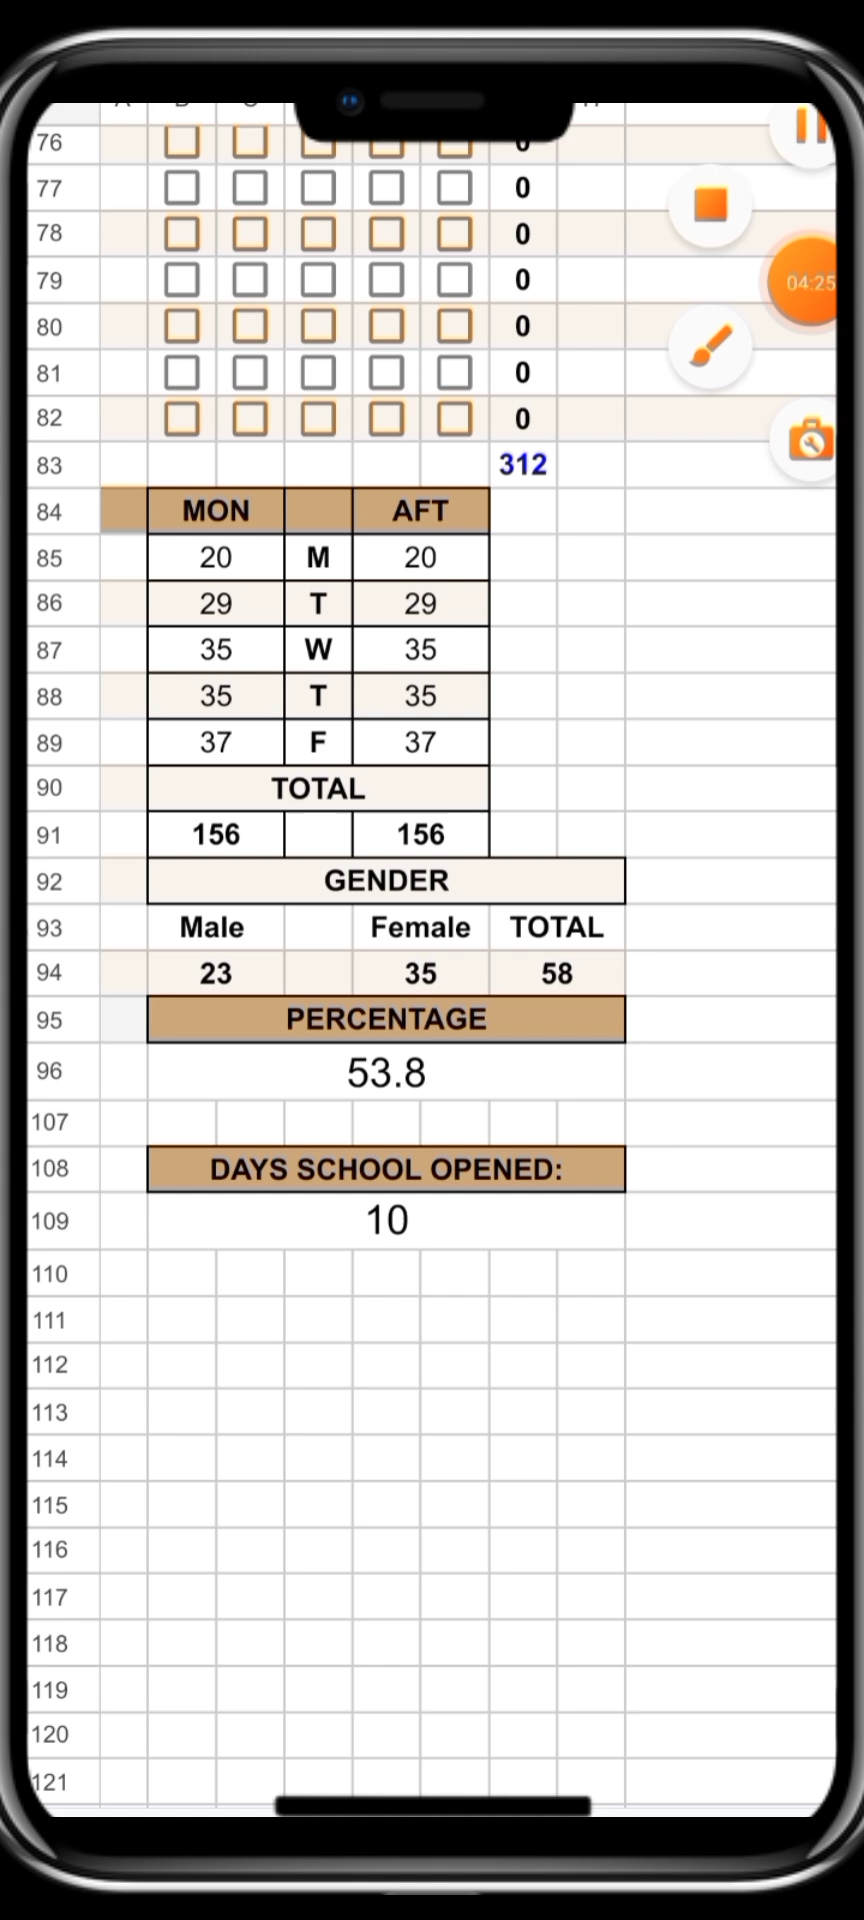 76 0
77 0
78 0
79 0
80 0
81 0
82 0
83 312
84 MON AFT
85 20 M 20
86 29 T 29
87 35 W 35
88 35 T 35
89 37 F 37
90 TOTAL
91 156 156
92 GENDER
93 Male Female TOTAL
94 23 35 58
95 PERCENTAGE
96 53.8
107
108 DAYS SCHOOL OPENED:
109 10
110
111
112
113
114
115
116
117
118
119
120
121
04:25